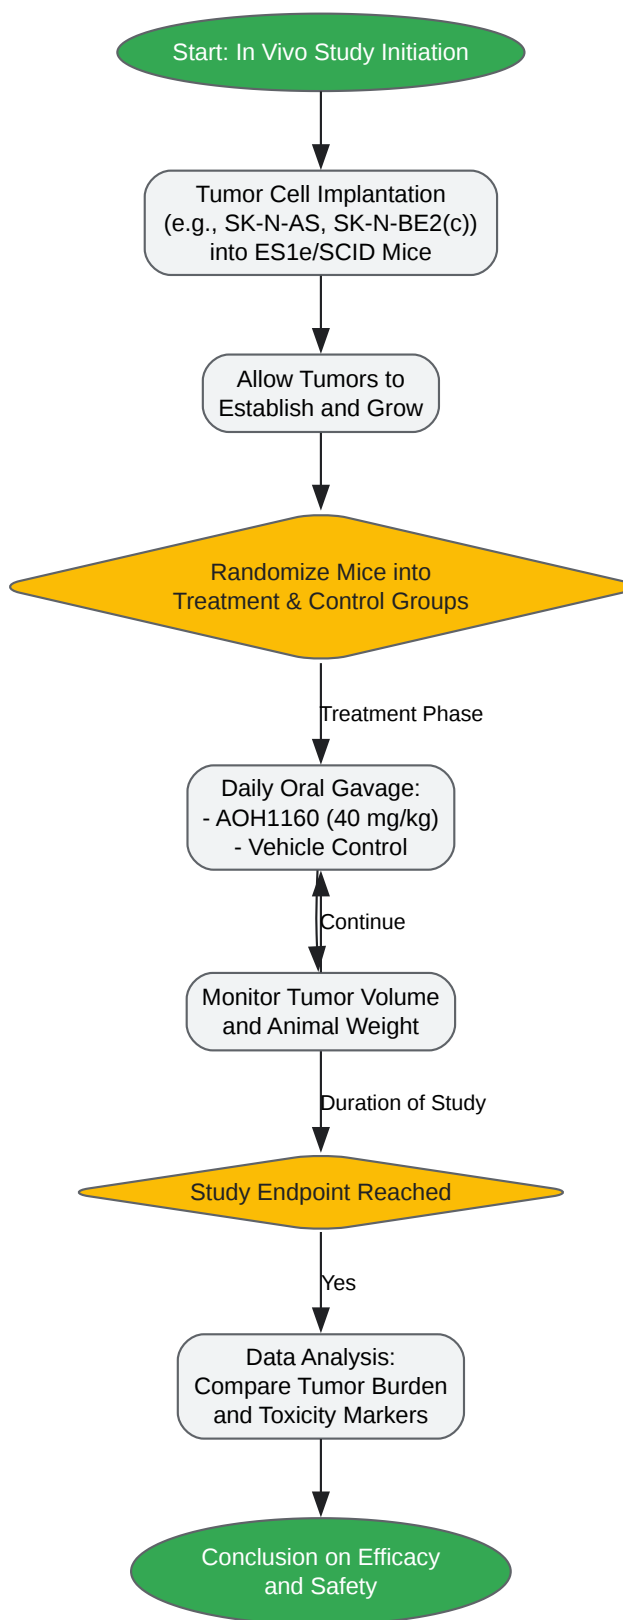 Start: In Vivo Study Initiation
Tumor Cell Implantation
(e.g., SK-N-AS, SK-N-BE2(c))
into ES1e/SCID Mice
Allow Tumors to
Establish and Grow
Randomize Mice into
Treatment & Control Groups
Treatment Phase
Daily Oral Gavage:
- AOH1160 (40 mg/kg)
- Vehicle Control
Continue
Monitor Tumor Volume
and Animal Weight
Duration of Study
Study Endpoint Reached
Yes
Data Analysis:
Compare Tumor Burden
and Toxicity Markers
Conclusion on Efficacy
and Safety